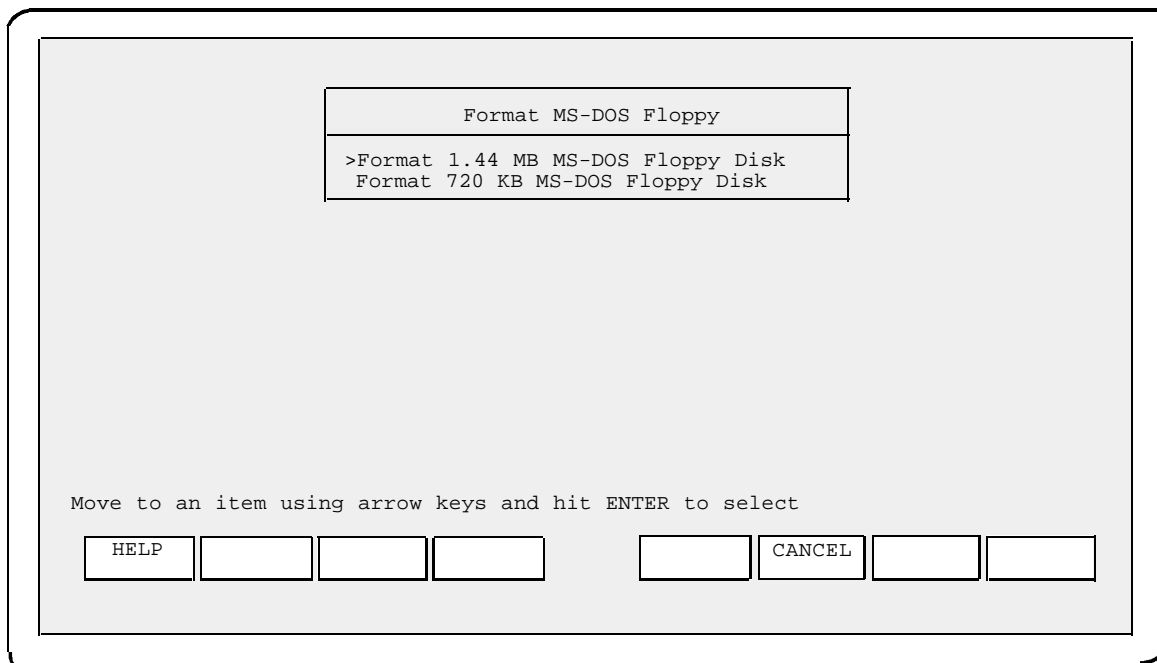 Format MS-DOS Floppy
>Format 1.44 MB MS-DOS Floppy Disk
Format 720 KB MS-DOS Floppy Disk
Move to an item using arrow keys and hit ENTER to select
HELP CANCEL